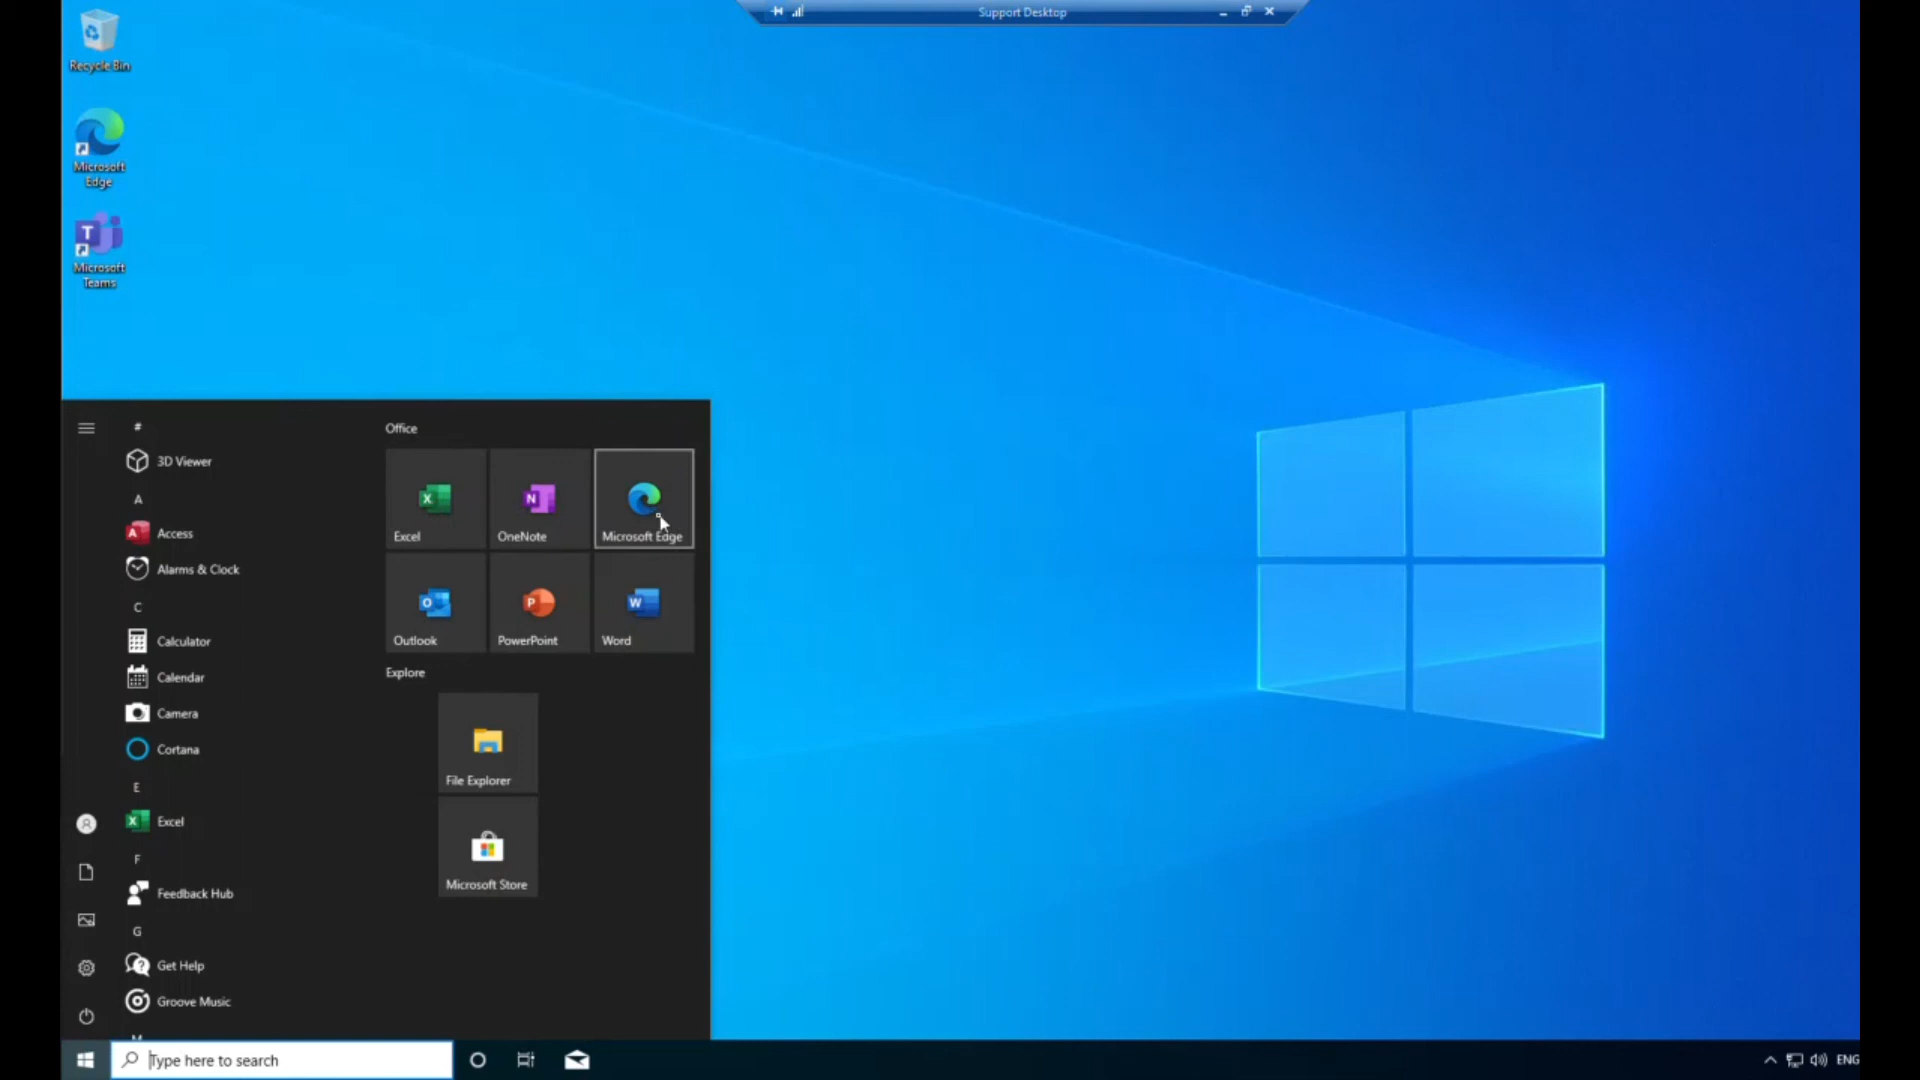 Support Desktop
Recycle Bin
Microsoft
Edge
Microsoft
Teams
#
3D Viewer
A
Access
Alarms & Clock
C
Calculator
Calendar
Camera
Cortana
E
Excel
F
Feedback Hub
G
Get Help
Groove Music
Office
Excel
OneNote
Microsoft Edge
Outlook
PowerPoint
Word
Explore
File Explorer
Microsoft Store
Type here to search
ENG